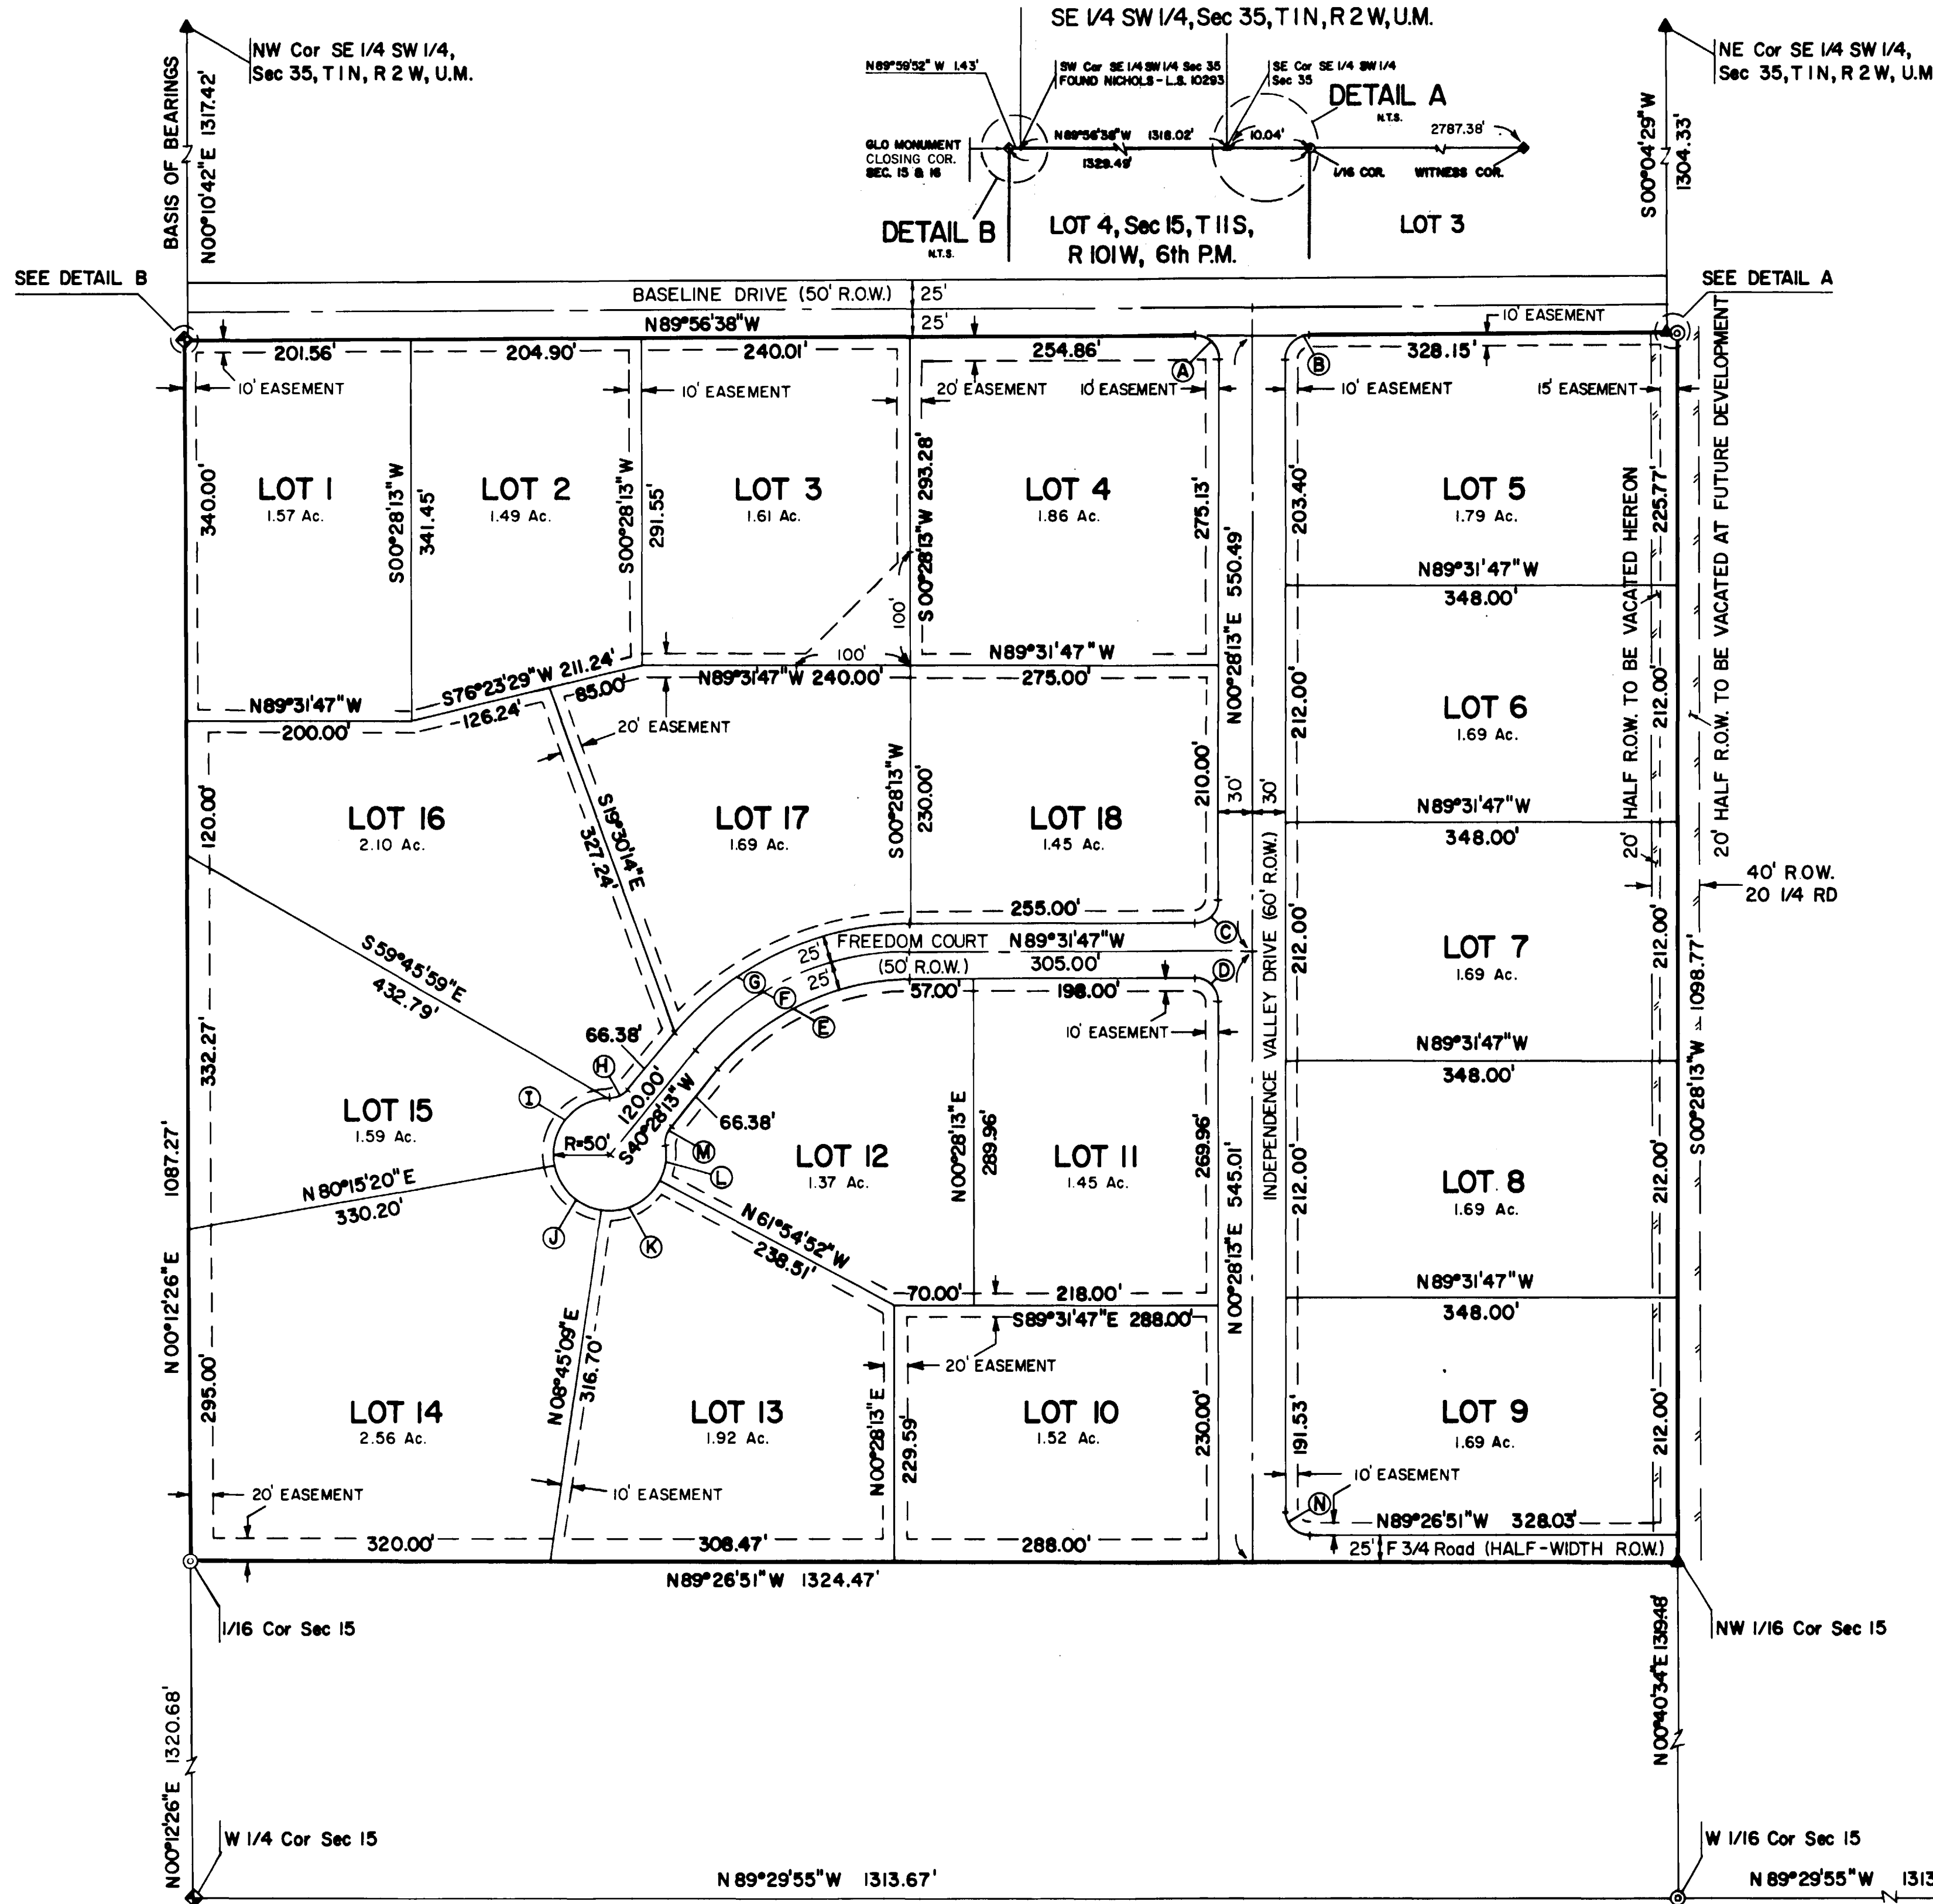 SE 1/4 SW 1/4, Sec 35, T 1 N, R 2 W, U.M.
NW Cor SE 1/4 SW 1/4,
Sec 35, T 1 N, R 2 W, U.M.
NE Cor SE 1/4 SW 1/4,
Sec 35, T 1 N, R 2 W, U.M
BASIS OF BEARINGS
N00°10'42"E 1317.42'
S00°04'29"W
1304.33'
N89°59'52"W 1.43'
SW Cor SE 1/4 SW 1/4 Sec 35
FOUND NICHOLS - L.S. 10293
SE Cor SE 1/4 SW 1/4
Sec 35
DETAIL A
N.T.S.
GLO MONUMENT
CLOSING COR.
SEC. 15 & 16
N89°56'38"W 1318.02'
10.04'
2787.38'
1329.49'
1/16 COR.
WITNESS COR.
DETAIL B
N.T.S.
LOT 4, Sec 15, T 11 S,
R 101 W, 6th P.M.
LOT 3
SEE DETAIL B
SEE DETAIL A
BASELINE DRIVE (50' R.O.W.)
25'
25'
N89°56'38"W
10' EASEMENT
201.56'
204.90'
240.01'
254.86'
328.15'
A
B
10' EASEMENT
10' EASEMENT
20' EASEMENT
10' EASEMENT
10' EASEMENT
15' EASEMENT
340.00'
LOT 1
1.57 Ac.
S00°28'13"W
341.45'
LOT 2
1.49 Ac.
S00°28'13"W
291.55'
LOT 3
1.61 Ac.
S00°28'13"W 293.28'
100'
100'
LOT 4
1.86 Ac.
275.13'
N00°28'13"E 550.49'
203.40'
LOT 5
1.79 Ac.
225.77'
20' HALF R.O.W. TO BE VACATED HEREON
20' HALF R.O.W. TO BE VACATED AT FUTURE DEVELOPMENT
N89°31'47"W
348.00'
N89°31'47"W
200.00'
S76°23'29"W 211.24'
126.24'
85.00'
N89°31'47"W 240.00'
N89°31'47"W
275.00'
20' EASEMENT
LOT 6
1.69 Ac.
212.00'
212.00'
N89°31'47"W
348.00'
120.00'
LOT 16
2.10 Ac.
S19°30'14"E
327.24'
LOT 17
1.69 Ac.
S00°28'13"W
230.00'
LOT 18
1.45 Ac.
210.00'
30'
30'
40' R.O.W.
20 1/4 RD
255.00'
C
FREEDOM COURT
N89°31'47"W
(50' R.O.W.)
305.00'
25'
25'
D
57.00'
198.00'
10' EASEMENT
G
F
E
INDEPENDENCE VALLEY DRIVE (60' R.O.W.)
212.00'
LOT 7
1.69 Ac.
212.00'
N89°31'47"W
348.00'
S00°28'13"W 1098.77'
S59°45'59"E
432.79'
332.27'
66.38'
H
I
120.00'
S40°28'13"W
R=50'
66.38'
M
L
K
J
LOT 15
1.59 Ac.
N80°15'20"E
330.20'
N00°12'26"E 1087.27'
LOT 12
1.37 Ac.
N00°28'13"E
289.96'
LOT 11
1.45 Ac.
269.96'
N00°28'13"E 545.01'
212.00'
LOT 8
1.69 Ac.
212.00'
N89°31'47"W
348.00'
N61°54'52"W
238.51'
70.00'
218.00'
S89°31'47"E 288.00'
20' EASEMENT
295.00'
LOT 14
2.56 Ac.
N08°45'09"E
316.70'
LOT 13
1.92 Ac.
N00°28'13"E
229.59'
LOT 10
1.52 Ac.
230.00'
191.53'
LOT 9
1.69 Ac.
212.00'
20' EASEMENT
10' EASEMENT
10' EASEMENT
N
N89°26'51"W 328.03'
320.00'
308.47'
288.00'
25'
F 3/4 Road (HALF-WIDTH R.O.W.)
N89°26'51"W 1324.47'
1/16 Cor Sec 15
NW 1/16 Cor Sec 15
N00°12'26"E 1320.68'
N00°40'34"E 1319.48'
W 1/4 Cor Sec 15
W 1/16 Cor Sec 15
N89°29'55"W 1313.67'
N89°29'55"W 1313